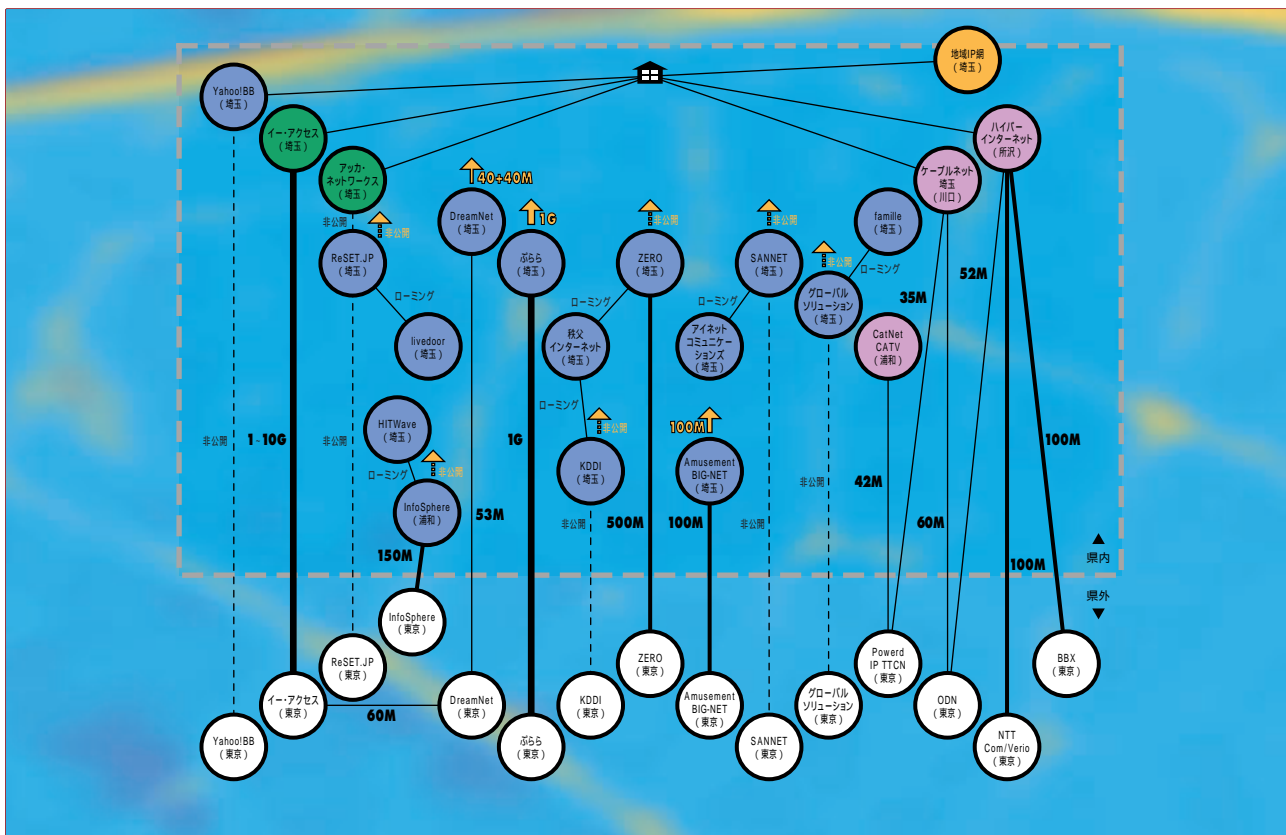 地域IP網
(埼玉)
Yahoo!BB
(埼玉)
イー・アクセス
(埼玉)
ハイパー
インターネット
(所沢)
アッカ・
ネットワークス
(埼玉)
ケーブルネット
埼玉
(川口)
40+40M
非公開
非公開
DreamNet
(埼玉)
1G
非公開
非公開
famille
(埼玉)
ReSET.JP
(埼玉)
ぷらら
(埼玉)
ZERO
(埼玉)
SANNET
(埼玉)
非公開
ローミング
52M
ローミング
ローミング
ローミング
グローバル
ソリューション
(埼玉)
35M
livedoor
(埼玉)
秩父
インターネット
(埼玉)
アイネット
コミュニケー
ションズ
(埼玉)
CatNet
CATV
(浦和)
HITWave
(埼玉)
ローミング
非公開
100M
非公開
1-10G
非公開
1G
100M
ローミング
非公開
KDDI
(埼玉)
Amusement
BIG-NET
(埼玉)
非公開
42M
InfoSphere
(浦和)
53M
非公開
500M
100M
非公開
60M
150M
100M
県内
県外
InfoSphere
(東京)
ReSET.JP
(東京)
ZERO
(東京)
Powerd
IP TTCN
(東京)
BBX
(東京)
イー・アクセス
(東京)
60M
DreamNet
(東京)
KDDI
(東京)
Amusement
BIG-NET
(東京)
グローバル
ソリューション
(東京)
ODN
(東京)
Yahoo!BB
(東京)
ぷらら
(東京)
SANNET
(東京)
NTT
Com/Verio
(東京)